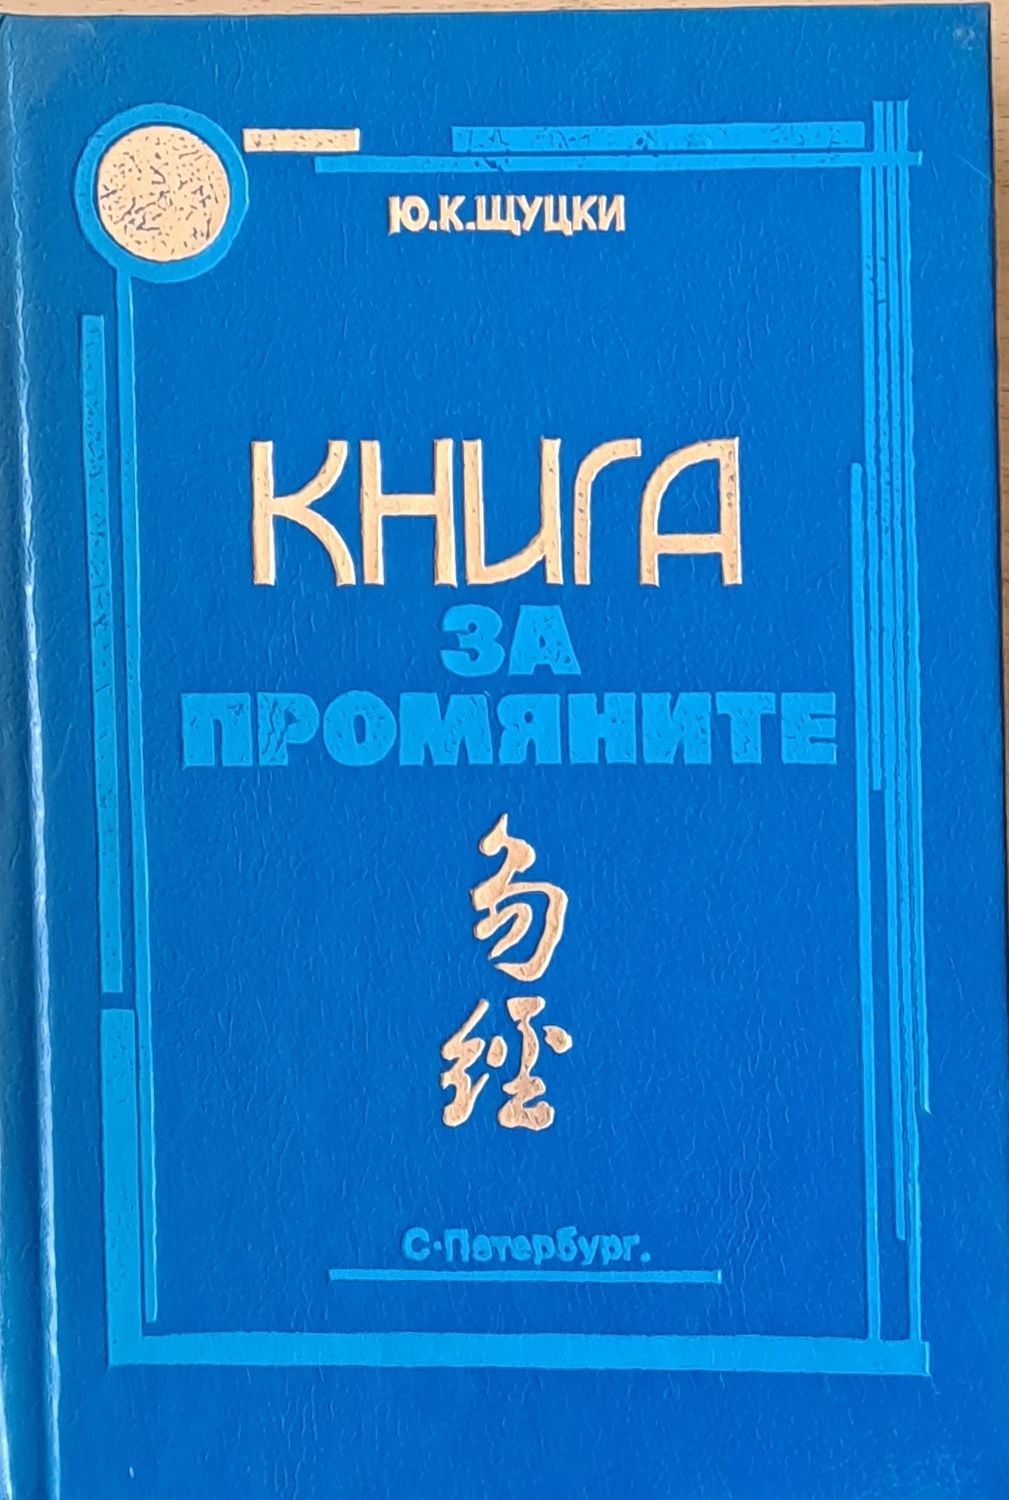 Ю.К.ЩУЦКИ
КНИГА
ЗА
ПРОМЯНИТЕ
易
經
С-Петербург.